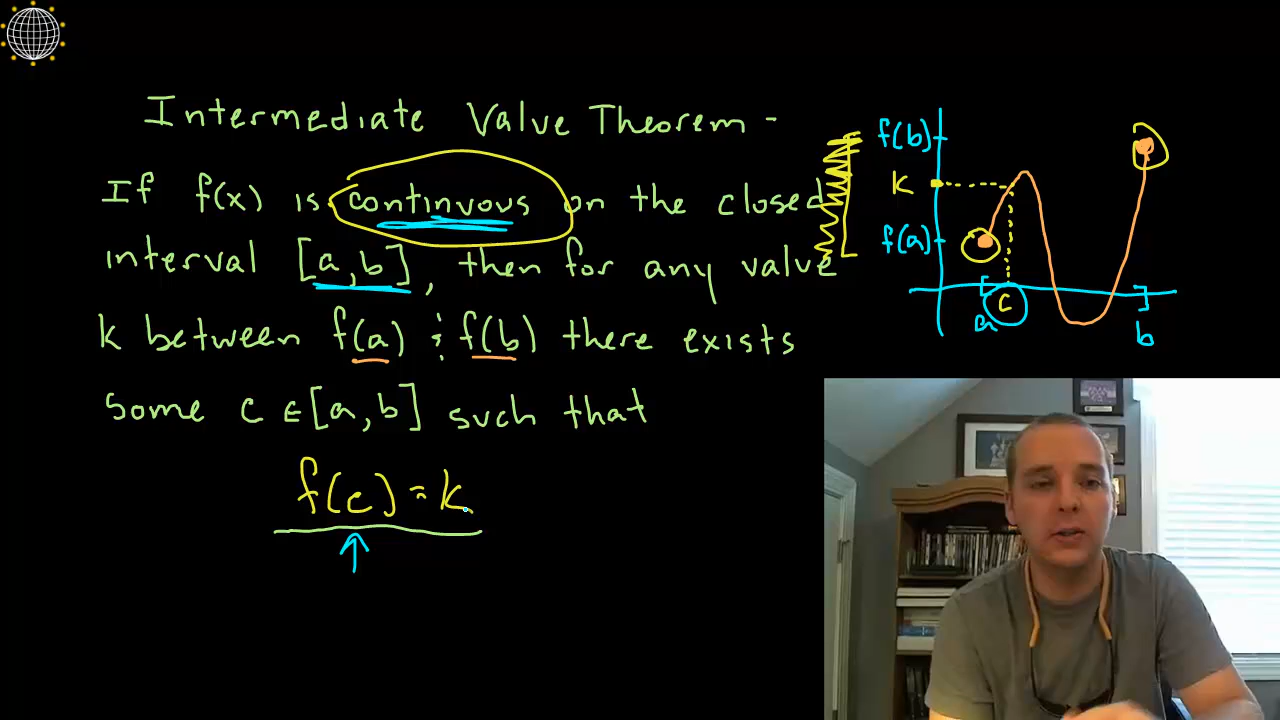 Intermediate Value Theorem -
If f(x) is continuous on the closed
interval [a,b], then for any value
k between f(a) & f(b) there exists
some c ∈ [a,b] such that
f(c) = k
f(b)
k
f(a)
a
c
b